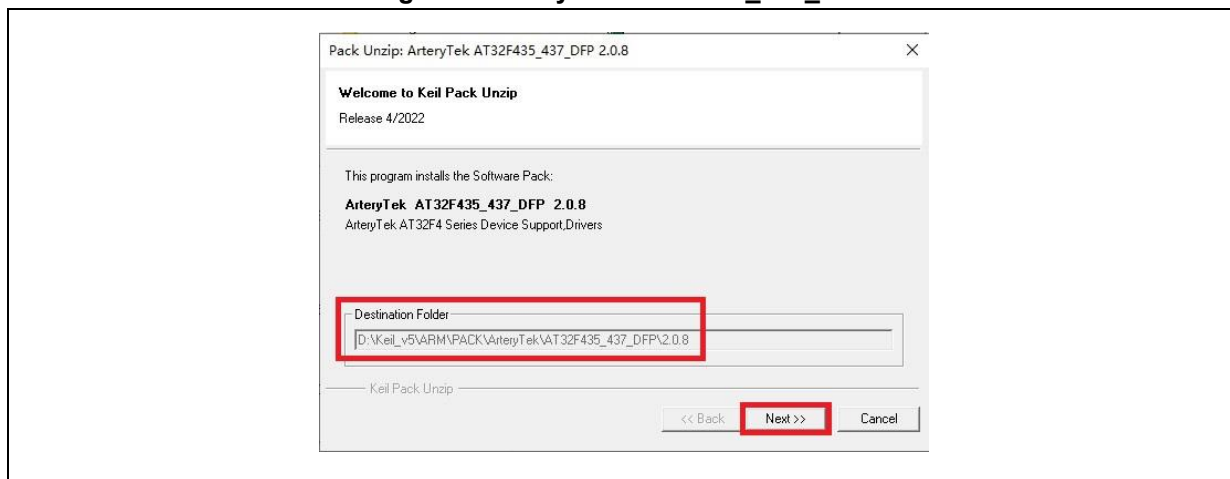 Pack Unzip: ArteryTek AT32F435_437_DFP 2.0.8
Welcome to Keil Pack Unzip
Release 4/2022
This program installs the Software Pack:
ArteryTek AT32F435_437_DFP 2.0.8
ArteryTek AT32F4 Series Device Support,Drivers
Destination Folder
D:\Keil_v5\ARM\PACK\ArteryTek\AT32F435_437_DFP\2.0.8
Keil Pack Unzip
<< Back Next >> Cancel